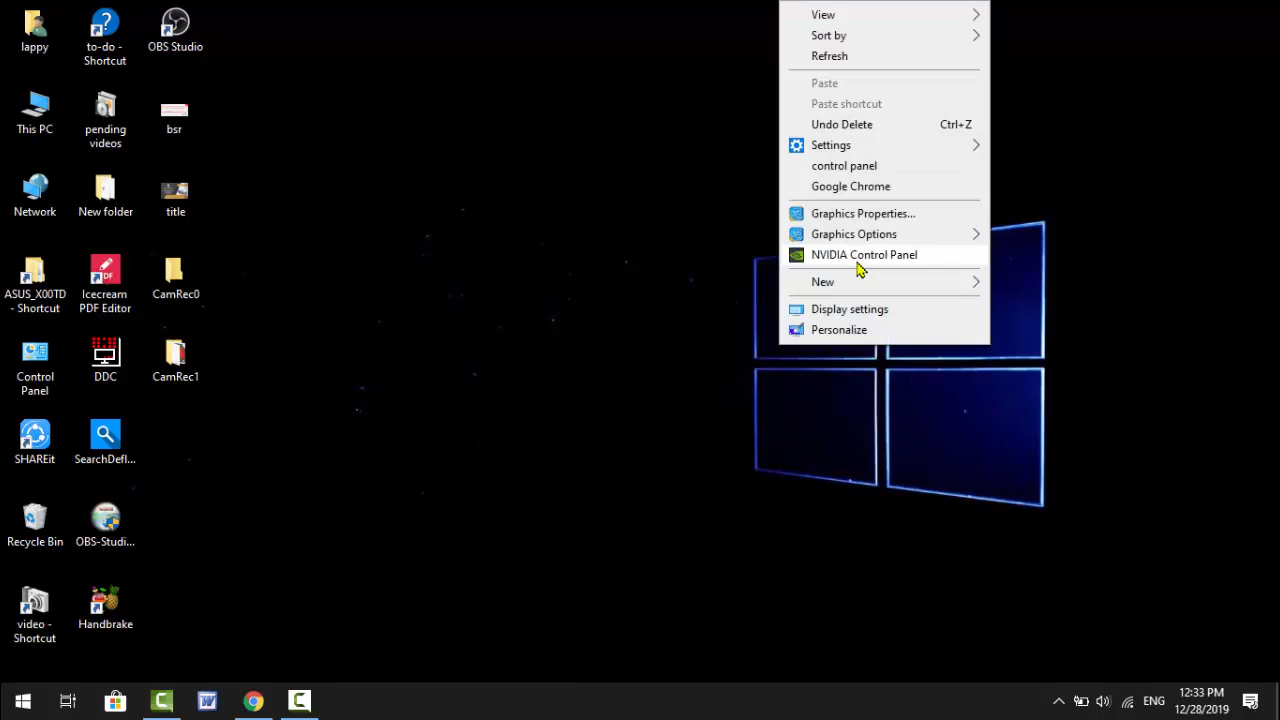 lappy
to-do -
Shortcut
OBS Studio
This PC
pending
videos
bsr
Network
New folder
title
ASUS_X00TD
- Shortcut
Icecream
PDF Editor
CamRec0
Control
Panel
DDC
CamRec1
SHAREit
SearchDefl...
Recycle Bin
OBS-Studi...
video -
Shortcut
Handbrake
View
Sort by
Refresh
Paste
Paste shortcut
Undo Delete Ctrl+Z
Settings
control panel
Google Chrome
Graphics Properties...
Graphics Options
NVIDIA Control Panel
New
Display settings
Personalize
ENG
12:33 PM
12/28/2019